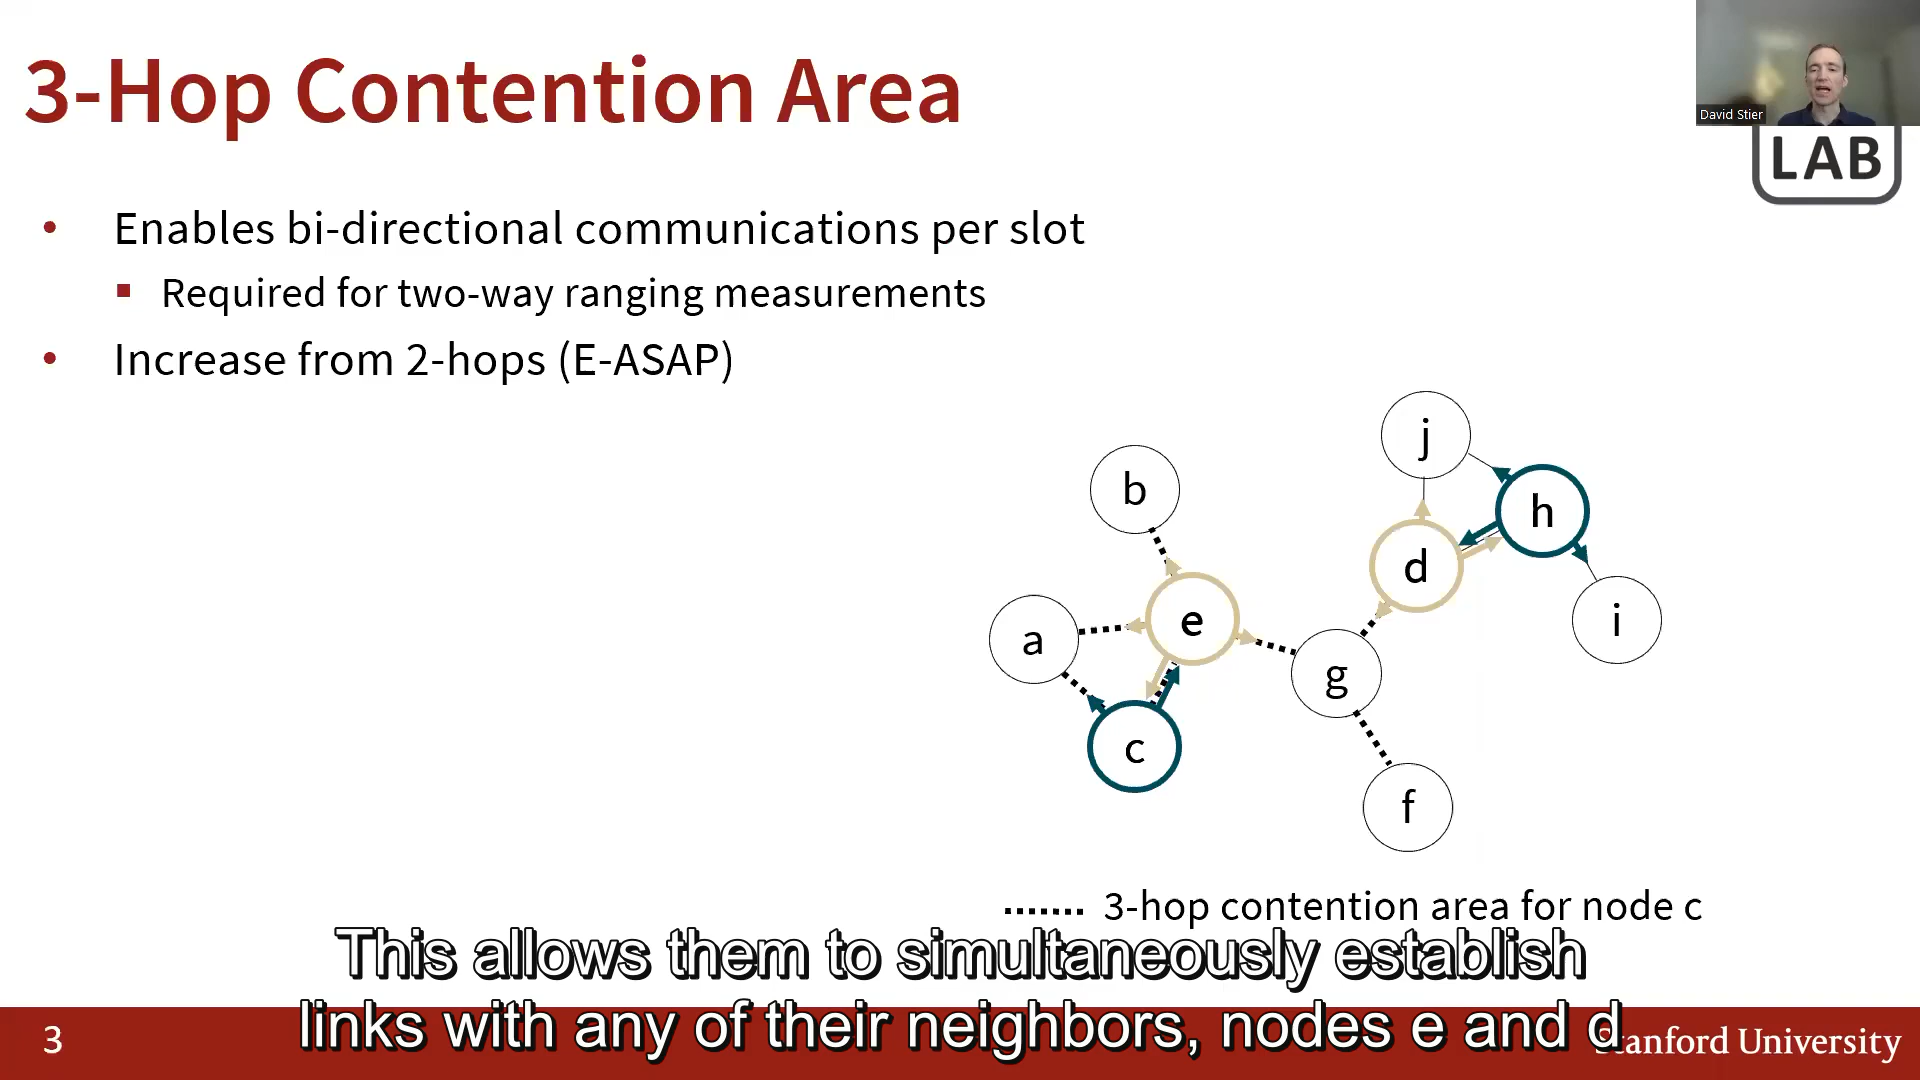 3-Hop Contention Area
David Stier
LAB
• Enables bi-directional communications per slot
▪ Required for two-way ranging measurements
• Increase from 2-hops (E-ASAP)
j
b
h
d
e
i
a
g
c
f
3-hop contention area for node c
This allows them to simultaneously establish
links with any of their neighbors, nodes e and d
3
Stanford University